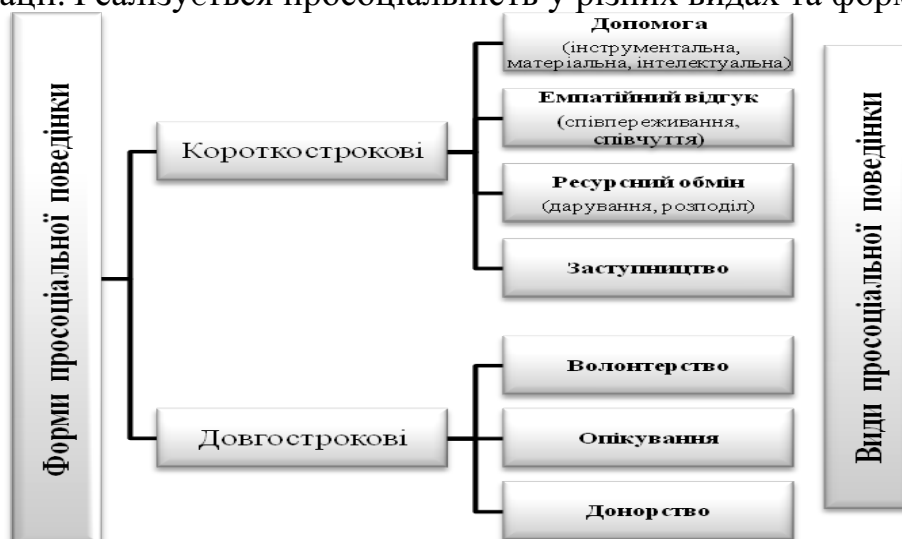 ації. Реалізується просоціальність у різних видах та фор
Форми просоціальної поведінки
Короткострокові
Довгострокові
Допомога
(інструментальна,
матеріальна, інтелектуальна)
Емпатійний відгук
(співпереживання,
співчуття)
Ресурсний обмін
(дарування, розподіл)
Заступництво
Волонтерство
Опікування
Донорство
Види просоціальної поведінки